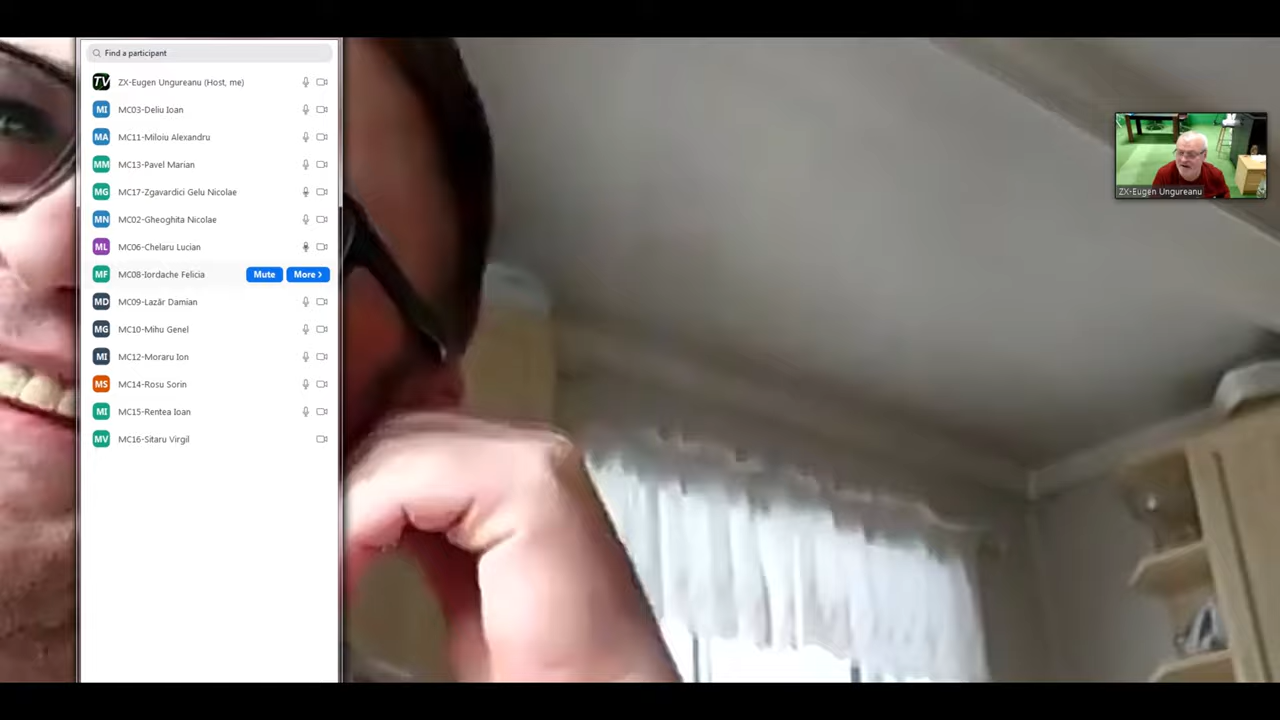 Find a participant
TV ZX-Eugen Ungureanu (Host, me)
MI MC03-Deliu Ioan
MA MC11-Miloiu Alexandru
MM MC13-Pavel Marian
MG MC17-Zgavardici Gelu Nicolae
MN MC02-Gheoghita Nicolae
ML MC06-Chelaru Lucian
MF MC08-Iordache Felicia Mute More
MD MC09-Lazăr Damian
MG MC10-Mihu Genel
MI MC12-Moraru Ion
MS MC14-Rosu Sorin
MI MC15-Rentea Ioan
MV MC16-Sitaru Virgil
ZX-Eugen Ungureanu